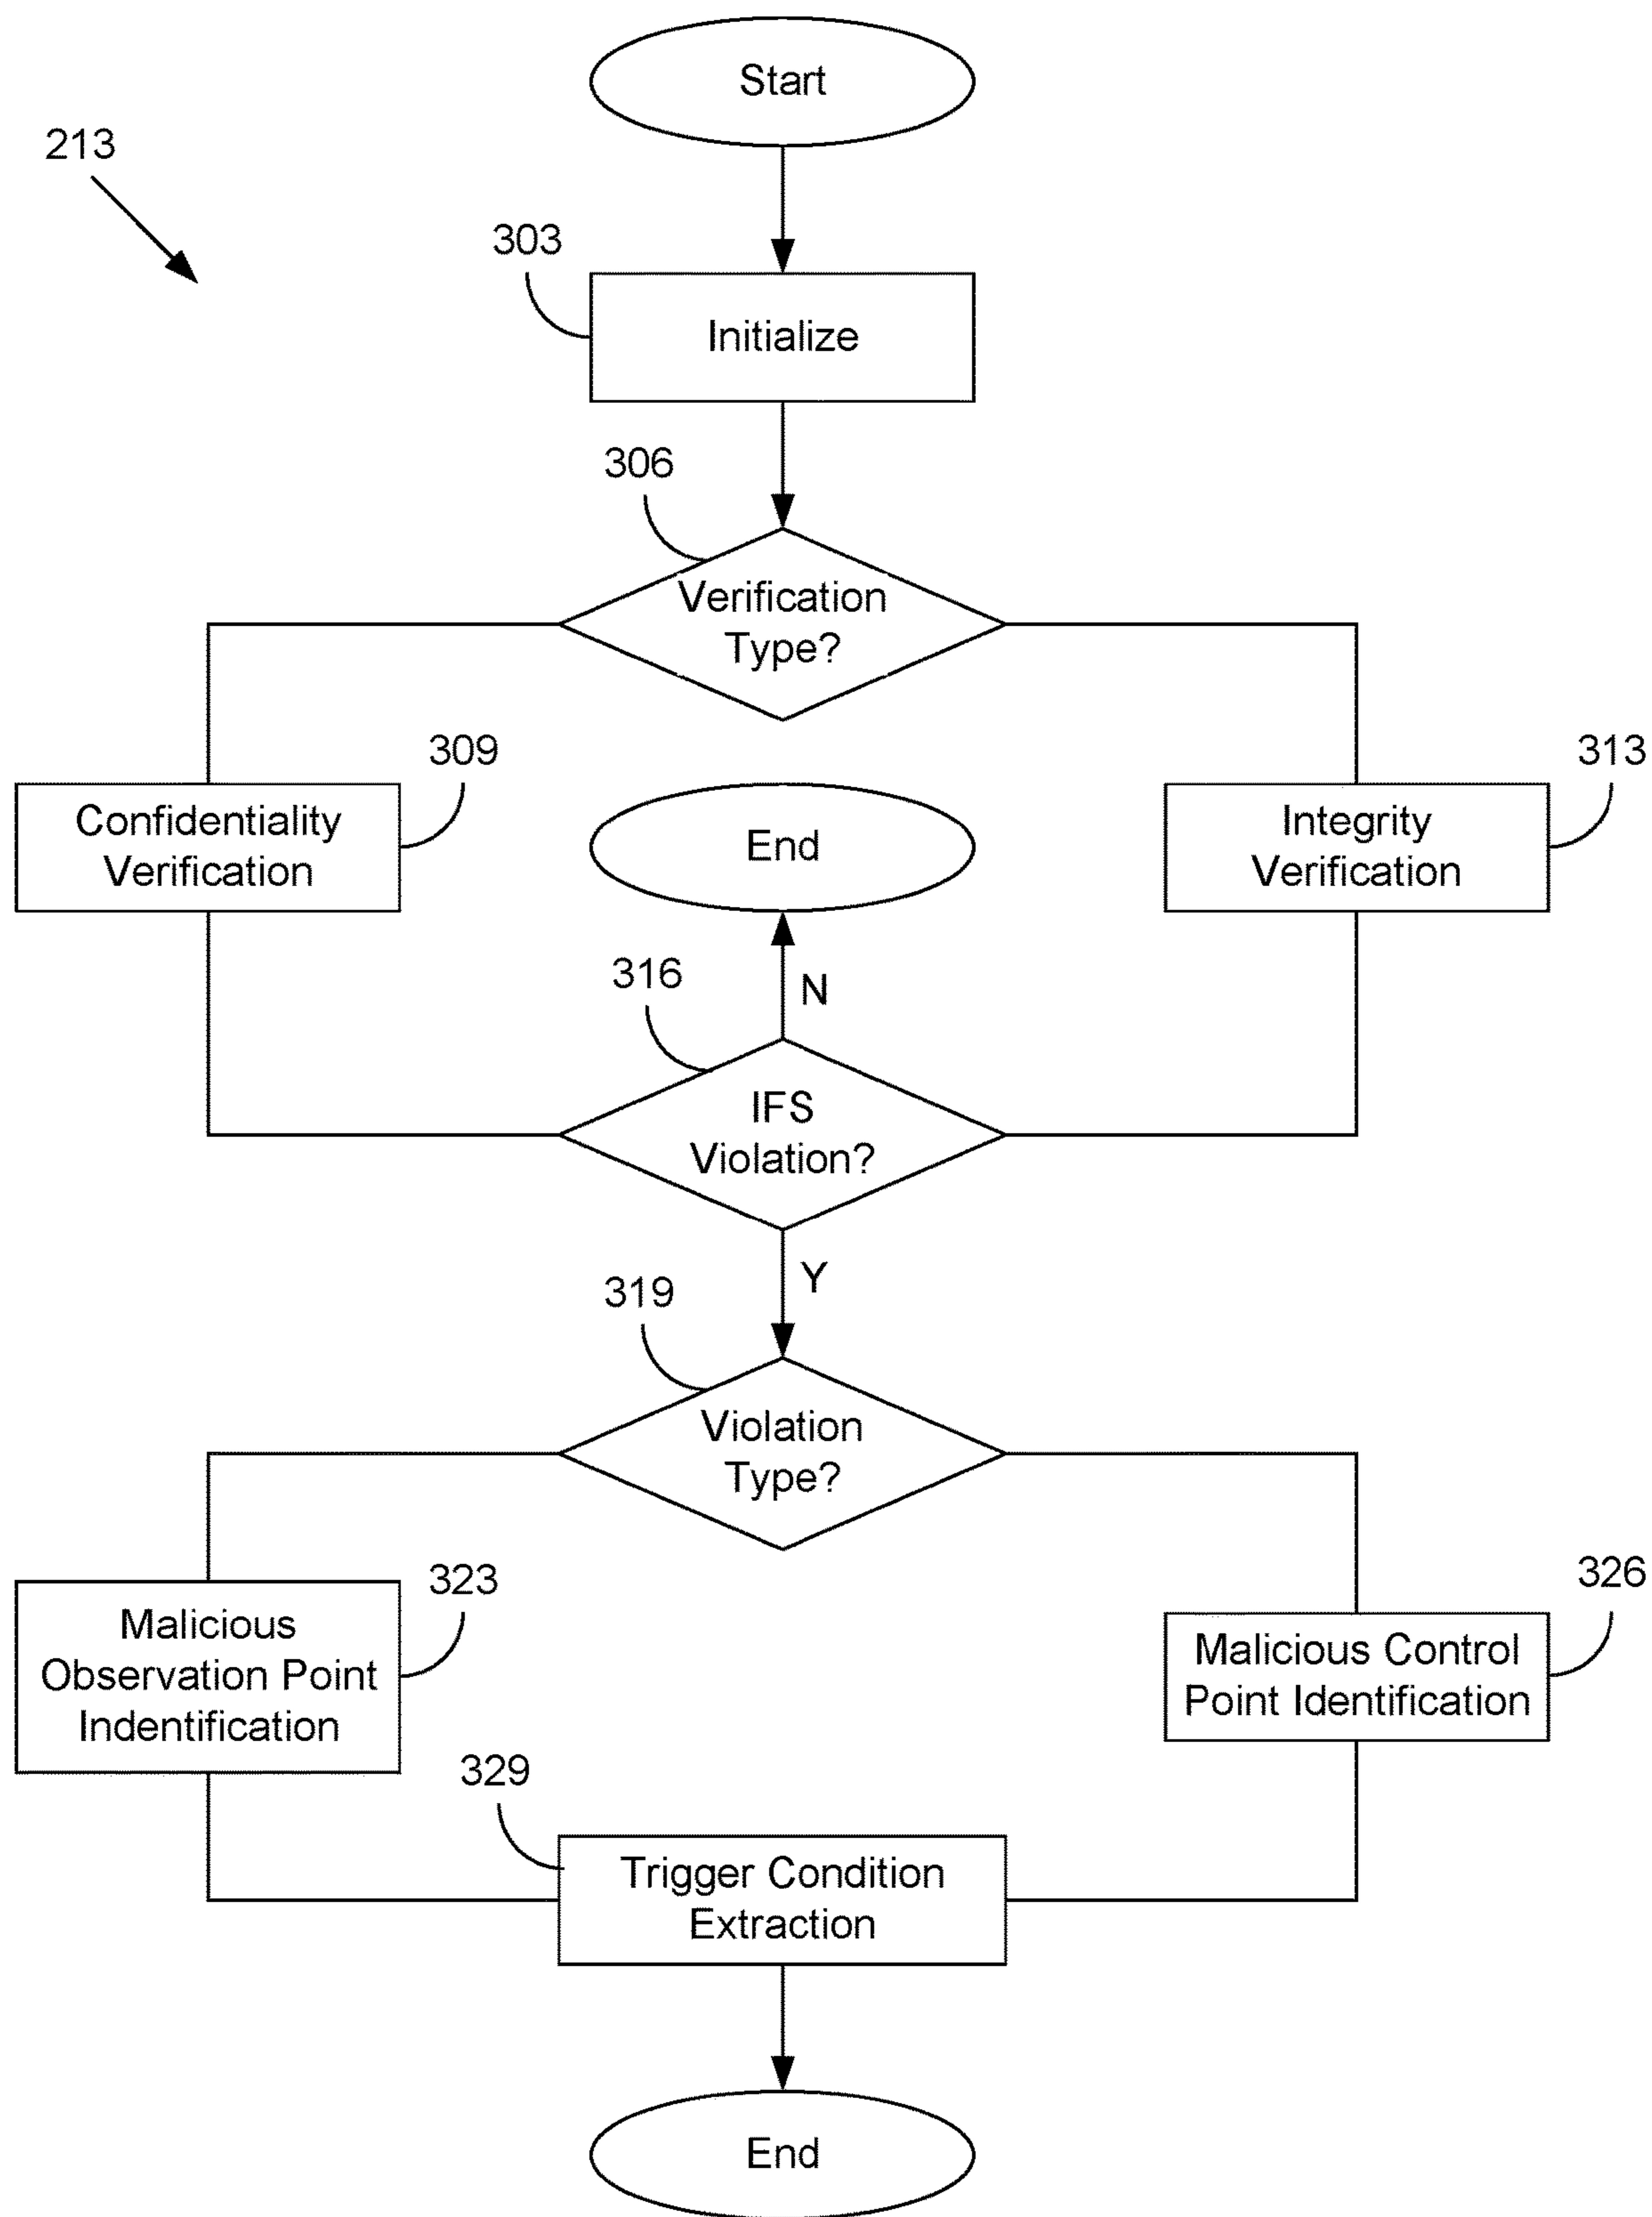 Start
213
303
Initialize
306
Verification
Type?
309
313
Confidentiality
Verification
End
Integrity
Verification
316
N
IFS
Violation?
Y
319
Violation
Type?
323
326
Malicious
Observation Point
Indentification
Malicious Control
Point Identification
329
Trigger Condition
Extraction
End